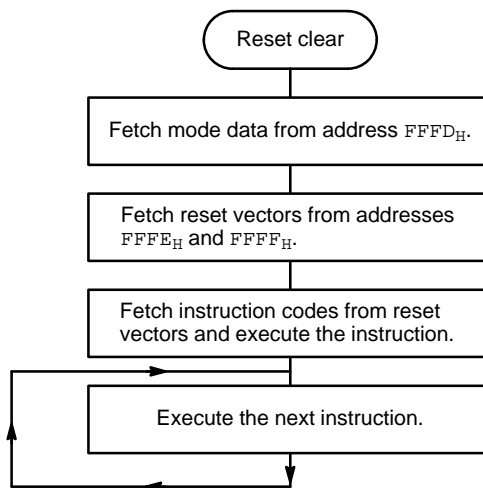 Reset clear
Fetch mode data from address FFFDH.
Fetch reset vectors from addresses
FFFEH and FFFFH.
Fetch instruction codes from reset
vectors and execute the instruction.
Execute the next instruction.